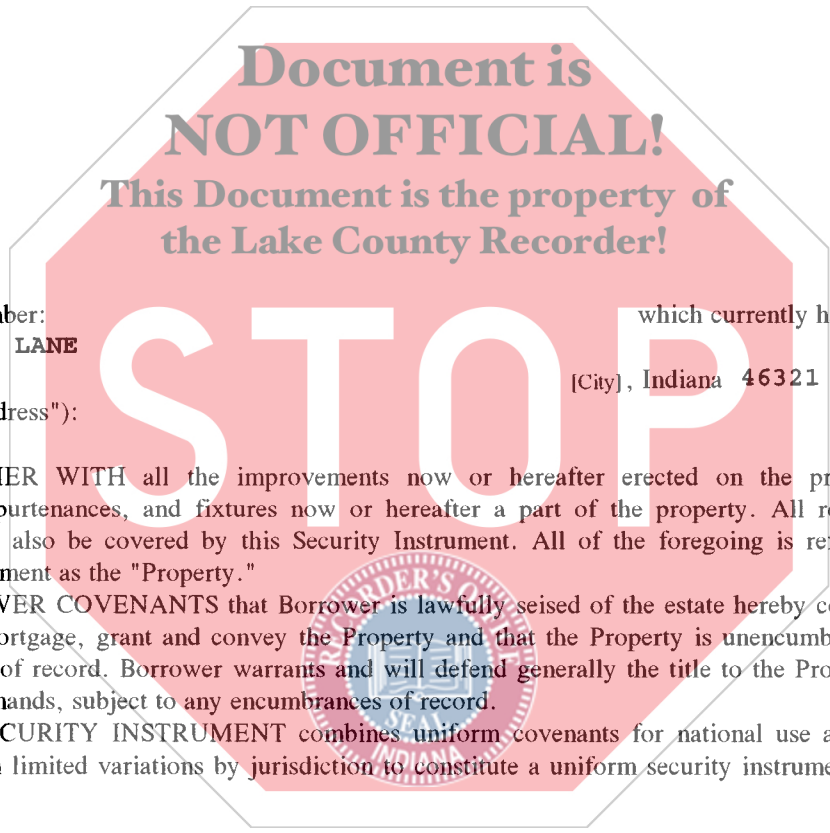 Document is
NOT OFFICIAL!
This Document is the property of
the Lake County Recorder!
ber: which currently h
LANE
STOP
[City], Indiana 46321
dress"):
ER WITH all the improvements now or hereafter erected on the pr
purtenances, and fixtures now or hereafter a part of the property. All re
also be covered by this Security Instrument. All of the foregoing is ref
ment as the "Property."
WER COVENANTS that Borrower is lawfully seised of the estate hereby co
ortgage, grant and convey the Property and that the Property is unencumb
of record. Borrower warrants and will defend generally the title to the Pro
ands, subject to any encumbrances of record.
CURITY INSTRUMENT combines uniform covenants for national use a
limited variations by jurisdiction to constitute a uniform security instrume
RECORDER'S OFFICE
SEAL
INDIANA